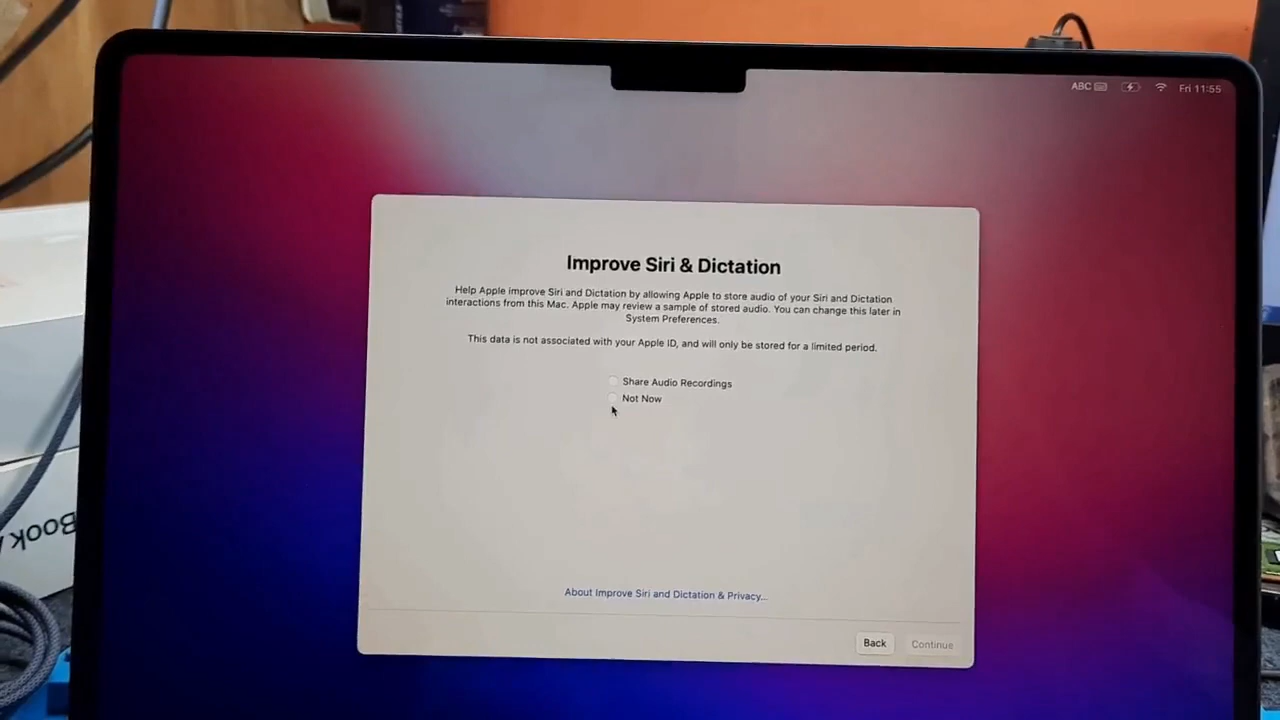 ABC
Fri 11:55
Improve Siri & Dictation
Help Apple improve Siri and Dictation by allowing Apple to store audio of your Siri and Dictation
interactions from this Mac. Apple may review a sample of stored audio. You can change this later in
System Preferences.
This data is not associated with your Apple ID, and will only be stored for a limited period.
Share Audio Recordings
Not Now
About Improve Siri and Dictation & Privacy...
Back
Continue
Book